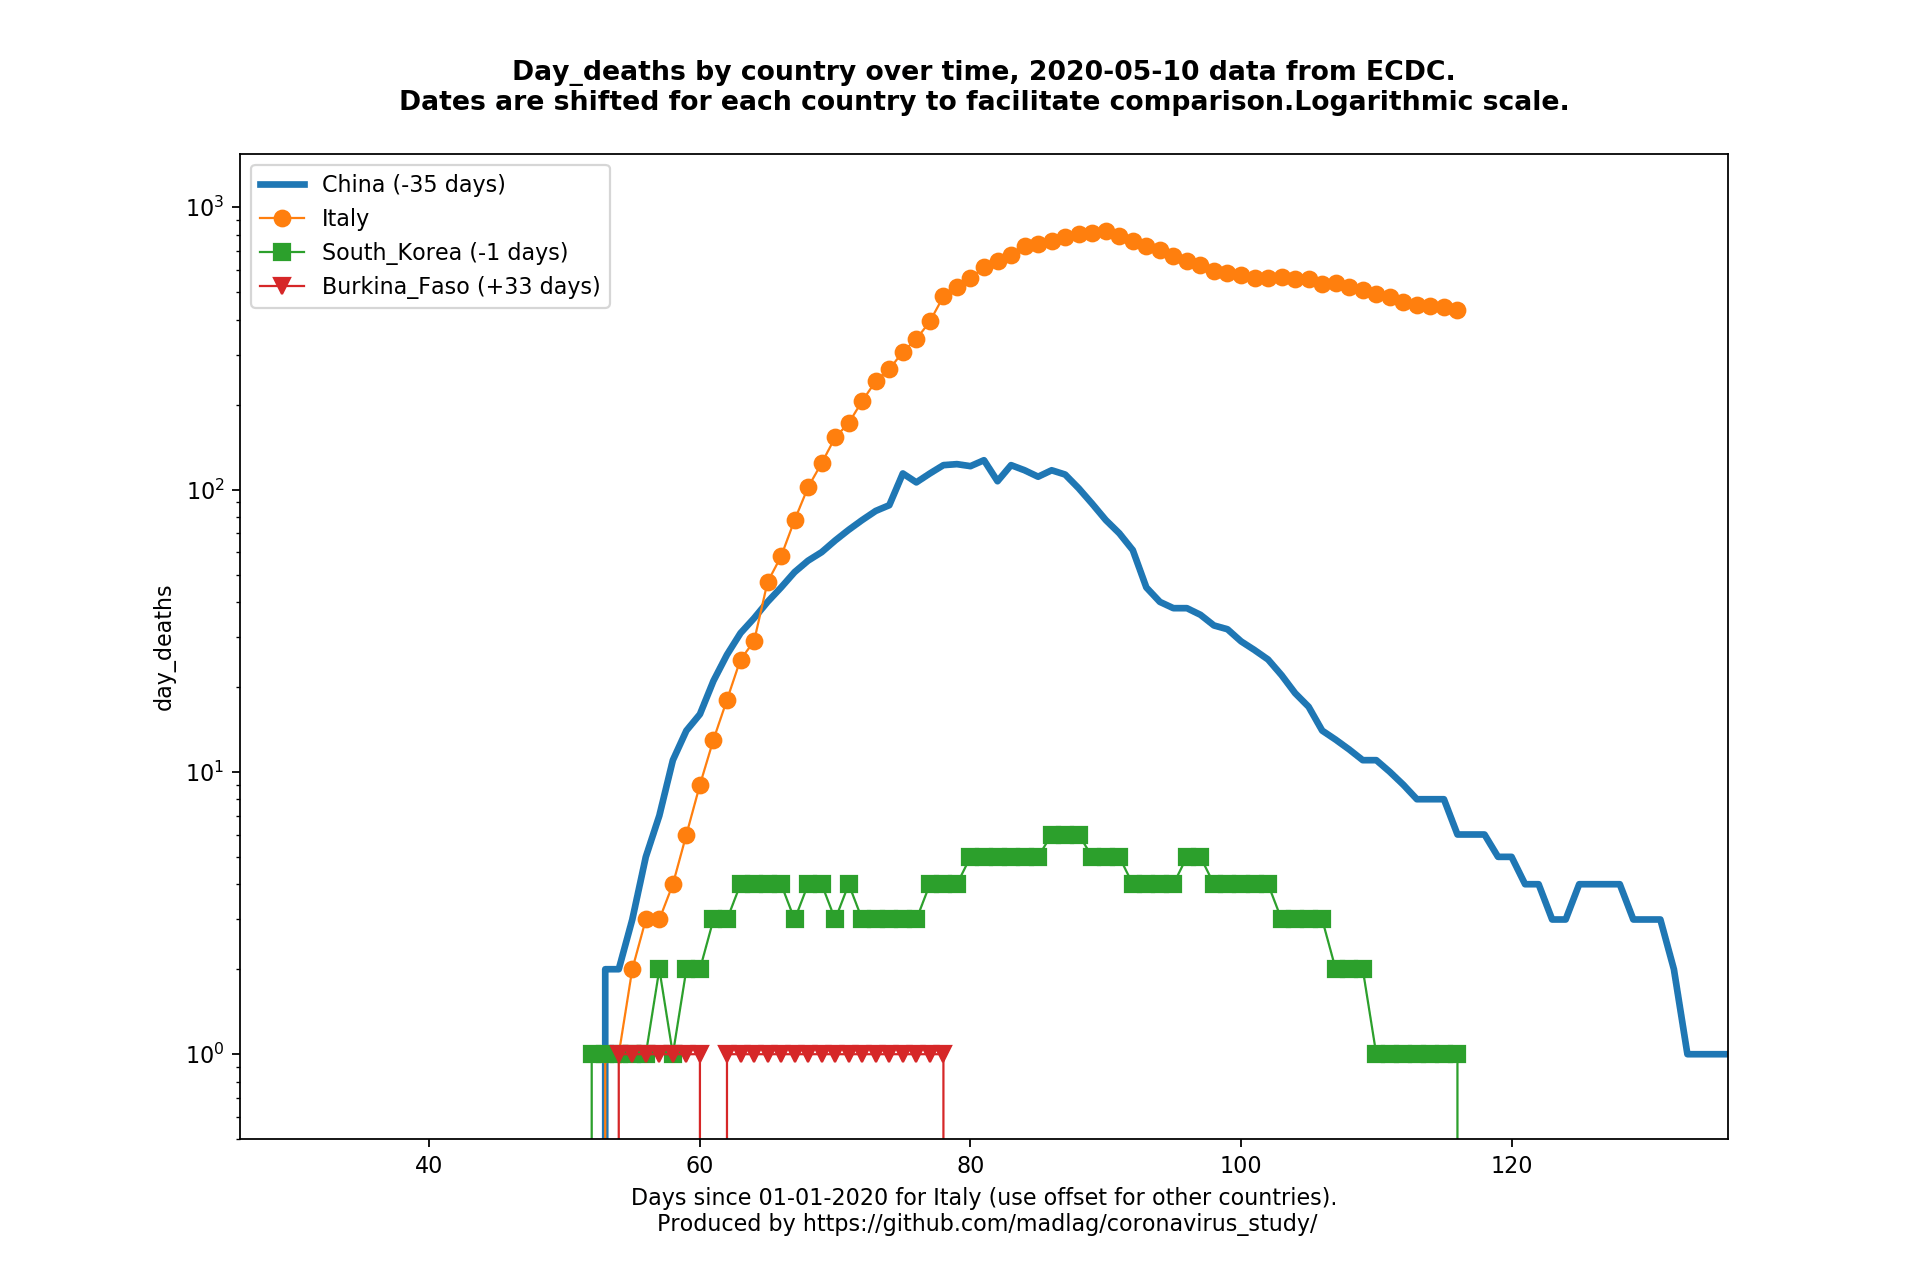 Day_deaths by country over time, 2020-05-10 data from ECDC.
Dates are shifted for each country to facilitate comparison.Logarithmic scale.
China (-35 days)
Italy
South_Korea (-1 days)
Burkina_Faso (+33 days)
10³
10²
10¹
10⁰
day_deaths
40 60 80 100 120
Days since 01-01-2020 for Italy (use offset for other countries).
Produced by https://github.com/madlag/coronavirus_study/